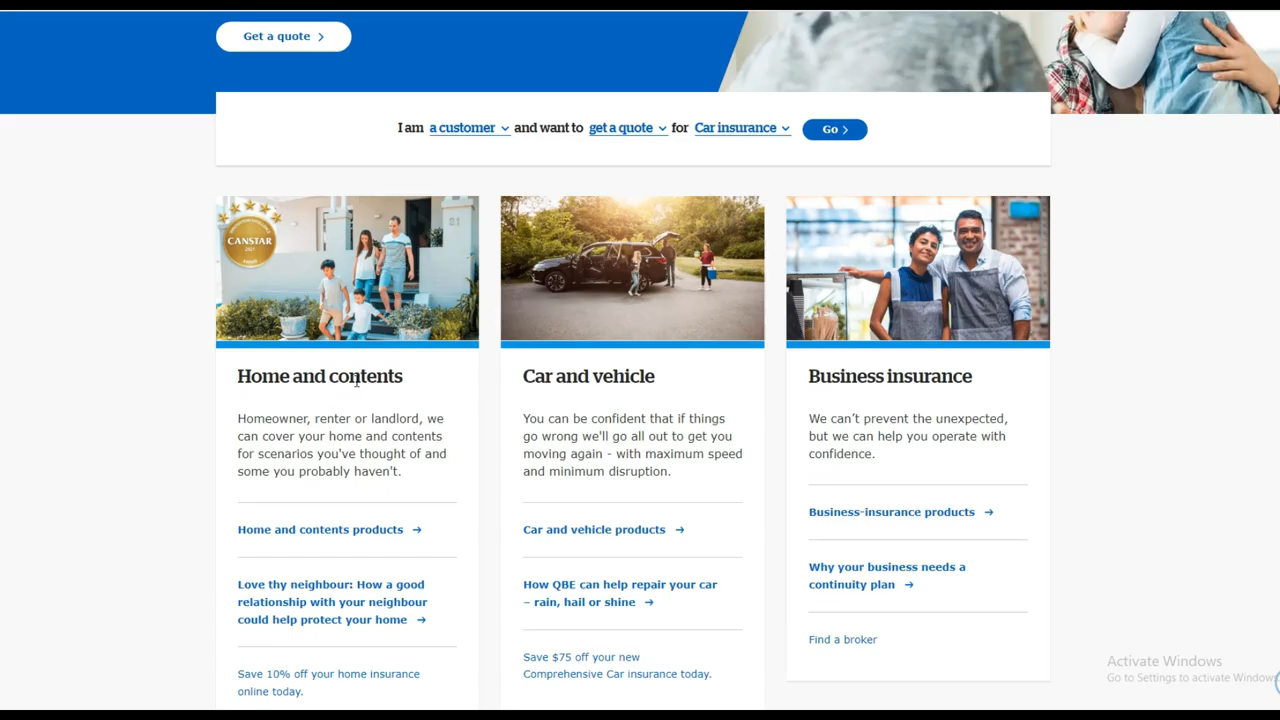 Get a quote
I am a customer and want to get a quote for Car insurance Go
CANSTAR
21
Home and contents
Homeowner, renter or landlord, we
can cover your home and contents
for scenarios you've thought of and
some you probably haven't.
Home and contents products →
Love thy neighbour: How a good
relationship with your neighbour
could help protect your home →
Save 10% off your home insurance
online today.
Car and vehicle
You can be confident that if things
go wrong we'll go all out to get you
moving again - with maximum speed
and minimum disruption.
Car and vehicle products →
How QBE can help repair your car
– rain, hail or shine →
Save $75 off your new
Comprehensive Car insurance today.
Business insurance
We can’t prevent the unexpected,
but we can help you operate with
confidence.
Business-insurance products →
Why your business needs a
continuity plan →
Find a broker
Activate Windows
Go to Settings to activate Windows